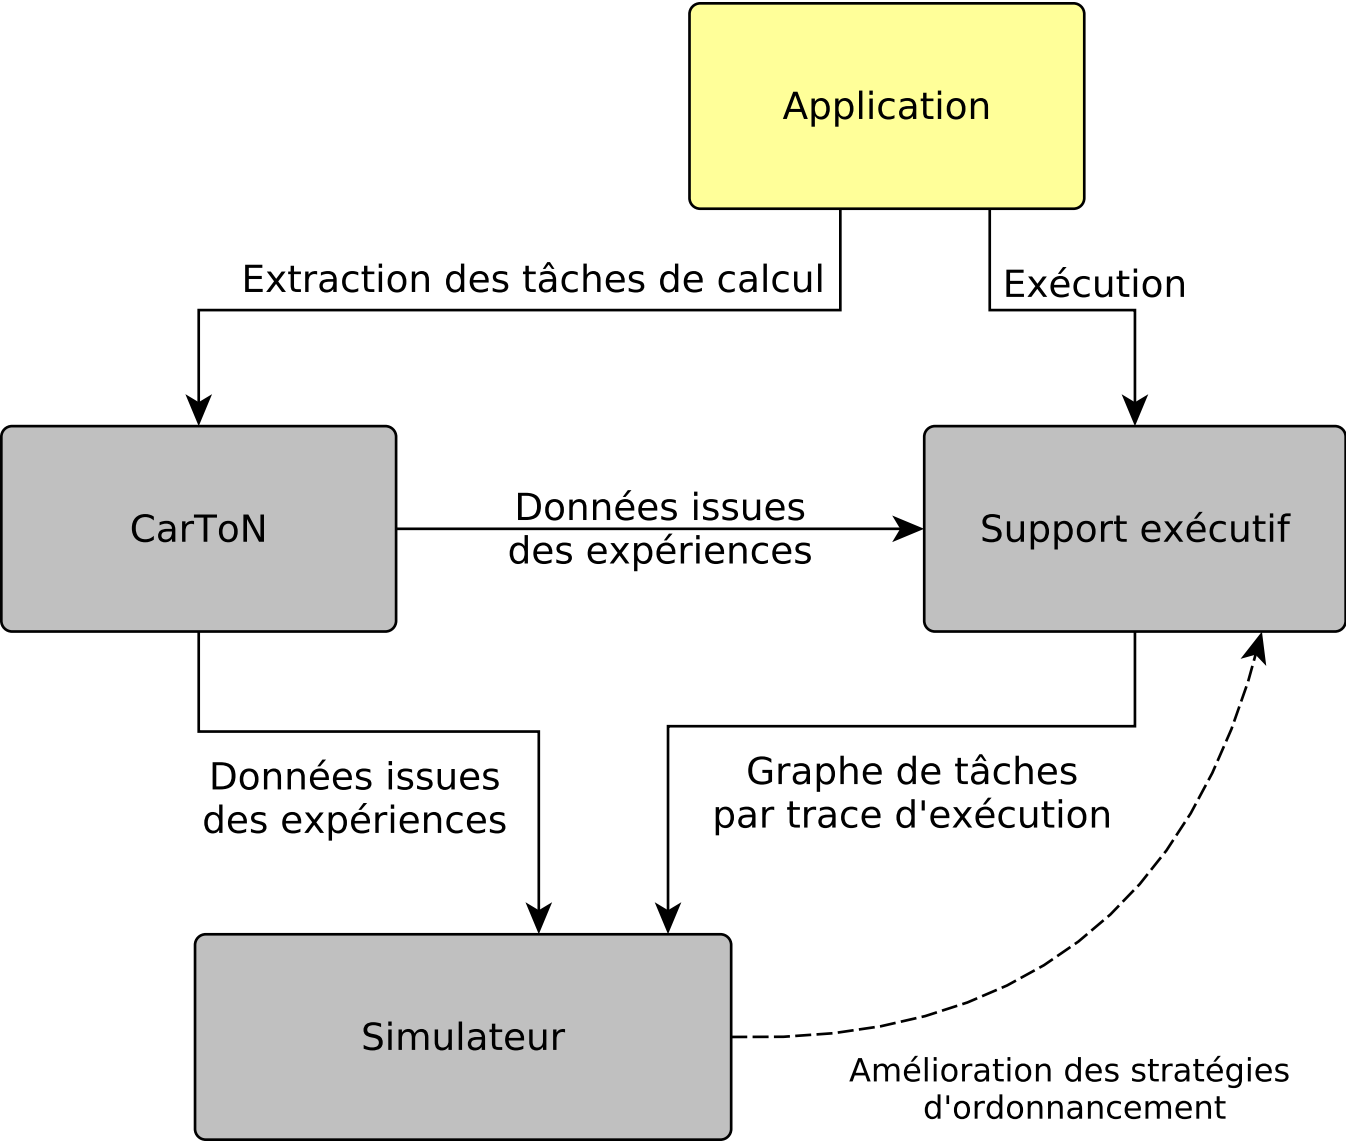 Application
Extraction des tâches de calcul
Exécution
CarToN
Données issues
des expériences
Support exécutif
Données issues
des expériences
Graphe de tâches
par trace d'exécution
Simulateur
Amélioration des stratégies
d'ordonnancement